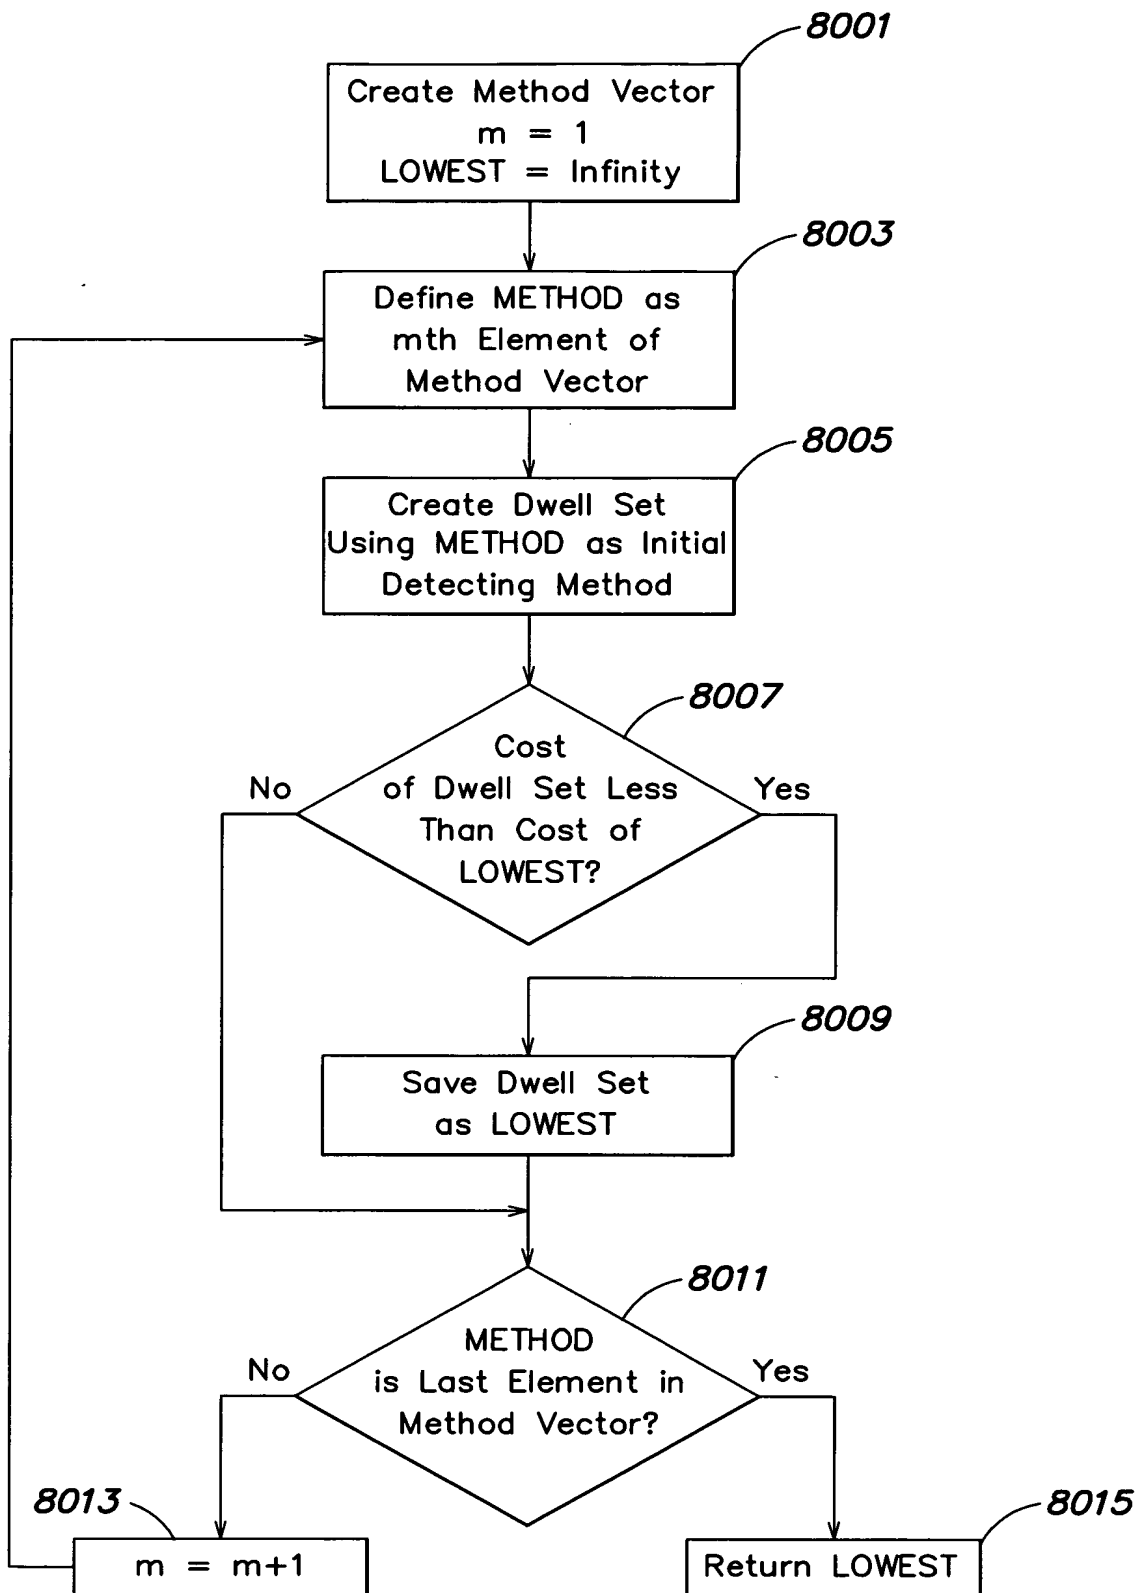 8001
Create Method Vector
m = 1
LOWEST = Infinity
8003
Define METHOD as
mth Element of
Method Vector
8005
Create Dwell Set
Using METHOD as Initial
Detecting Method
8007
Cost
of Dwell Set Less
Than Cost of
LOWEST?
No
Yes
8009
Save Dwell Set
as LOWEST
8011
METHOD
is Last Element in
Method Vector?
No
Yes
8013
m = m+1
8015
Return LOWEST